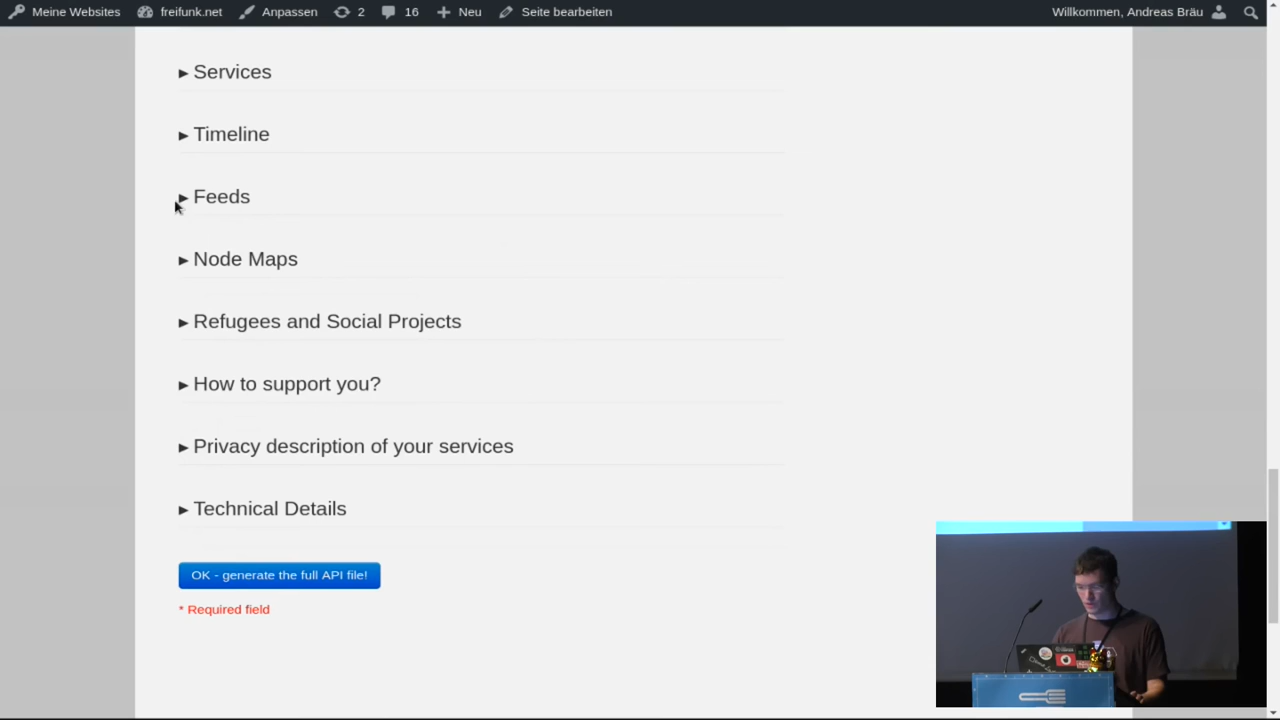 Meine Websites freifunk.net Anpassen 2 16 Neu Seite bearbeiten Willkommen, Andreas Bräu
Services
Timeline
Feeds
Node Maps
Refugees and Social Projects
How to support you?
Privacy description of your services
Technical Details
OK - generate the full API file!
* Required field